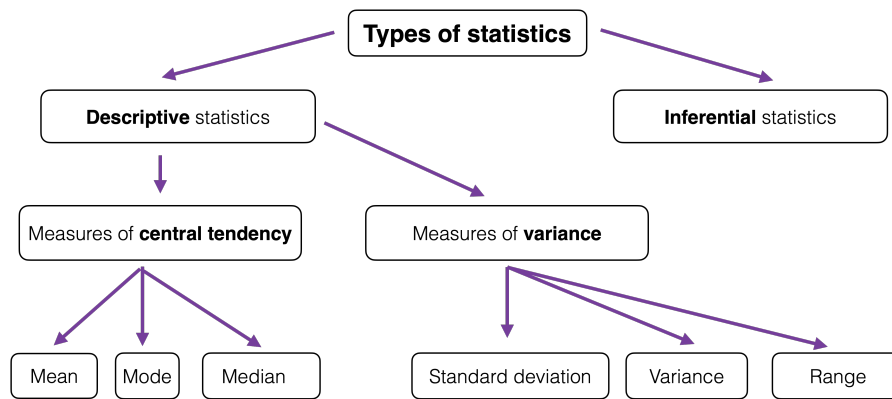 Types of statistics
Descriptive statistics
Inferential statistics
Measures of central tendency
Measures of variance
Mean
Mode
Median
Standard deviation
Variance
Range